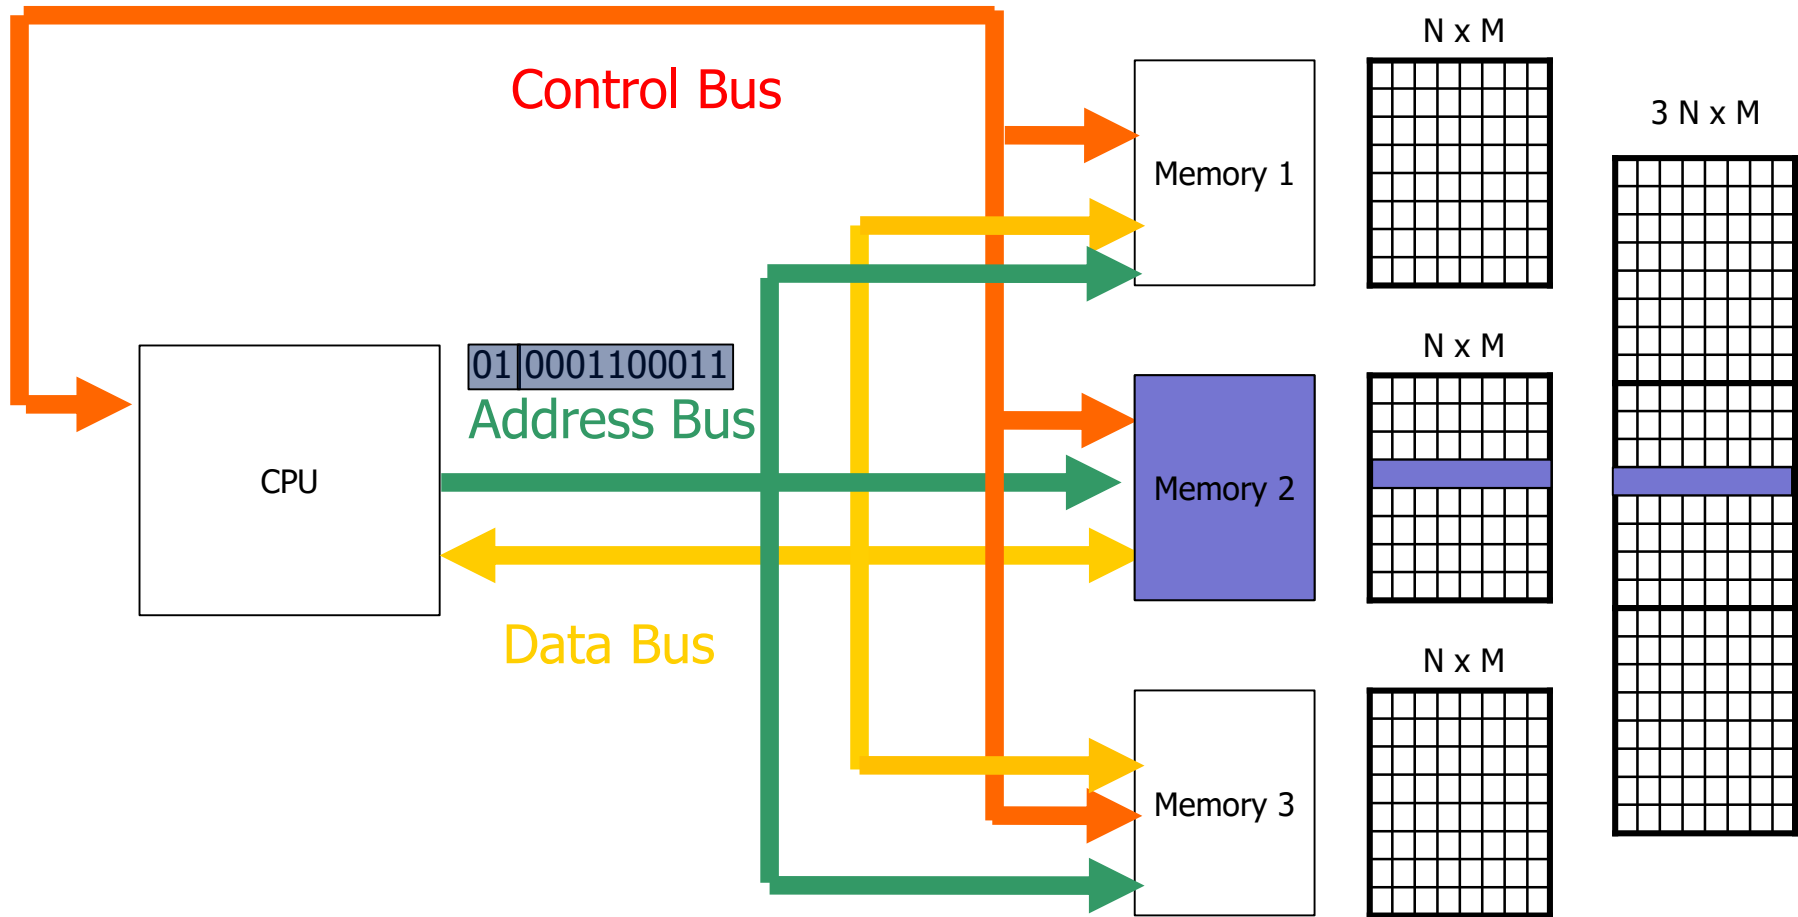 N x M
Control Bus
3 N x M
Memory 1
N x M
01 0001100011
Address Bus
CPU
Memory 2
Data Bus
N x M
Memory 3